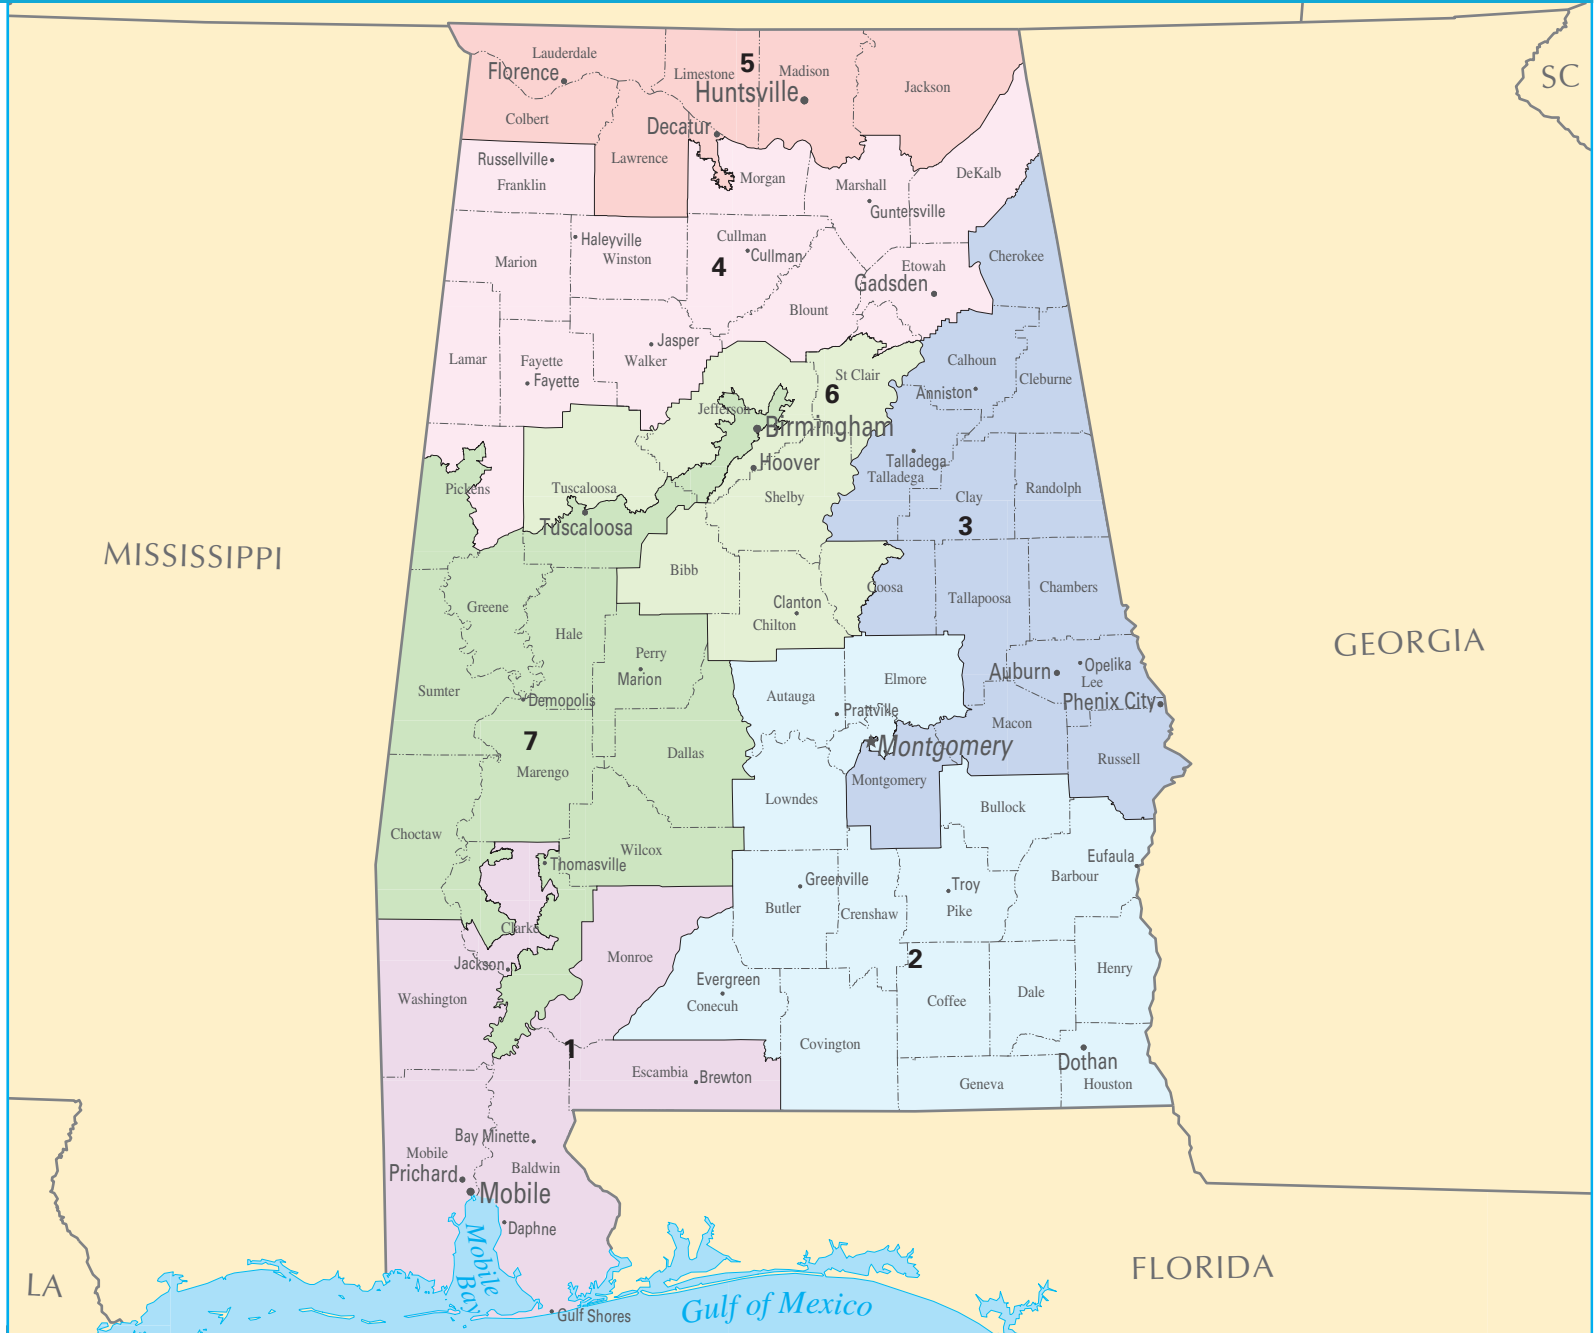 SC
Lauderdale
5
Florence
Limestone
Madison
Huntsville
Jackson
Colbert
Decatur
Russellville
Lawrence
DeKalb
Franklin
Morgan
Marshall
Guntersville
Haleyville
Cullman
Winston
Cullman
Cherokee
Marion
4
Etowah
Gadsden
Blount
Jasper
Lamar
Fayette
Walker
Calhoun
Fayette
St Clair
Cleburne
6
Anniston
Jefferson
Birmingham
Hoover
Talladega
Talladega
Pickens
Tuscaloosa
Shelby
Clay
Randolph
Tuscaloosa
3
MISSISSIPPI
Bibb
Coosa
Chambers
Greene
Clanton
Tallapoosa
Chilton
Hale
GEORGIA
Perry
Marion
Auburn
Opelika
Lee
Elmore
Sumter
Autauga
Demopolis
Phenix City
Prattville
Macon
7
Montgomery
Dallas
Marengo
Russell
Montgomery
Lowndes
Bullock
Choctaw
Wilcox
Thomasville
Eufaula
Greenville
Troy
Barbour
Butler
Crenshaw
Pike
Clarke
Monroe
2
Jackson
Henry
Evergreen
Washington
Conecuh
Coffee
Dale
1
Covington
Dothan
Escambia
Brewton
Geneva
Houston
Bay Minette
Mobile
Baldwin
Prichard
Mobile
Daphne
Mobile
Bay
LA
FLORIDA
Gulf of Mexico
Gulf Shores